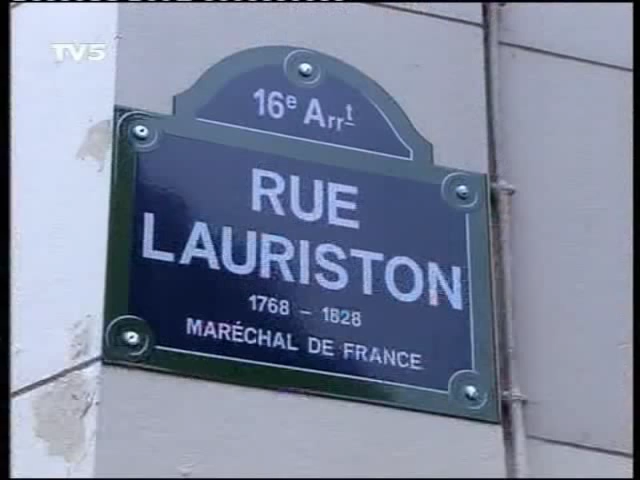 TV5
16e Arrt
RUE
LAURISTON
1768 - 1828
MARÉCHAL DE FRANCE